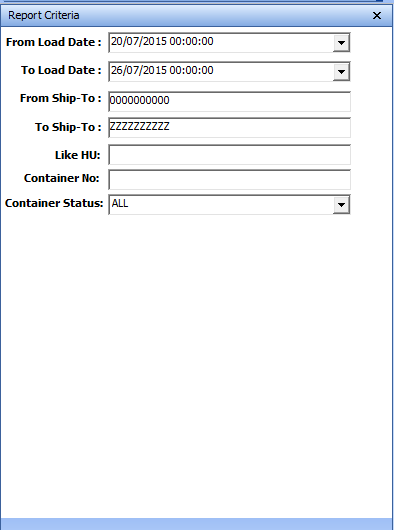 Report Criteria
From Load Date : 20/07/2015 00:00:00
To Load Date : 26/07/2015 00:00:00
From Ship-To : 0000000000
To Ship-To : ZZZZZZZZZZ
Like HU:
Container No:
Container Status: ALL